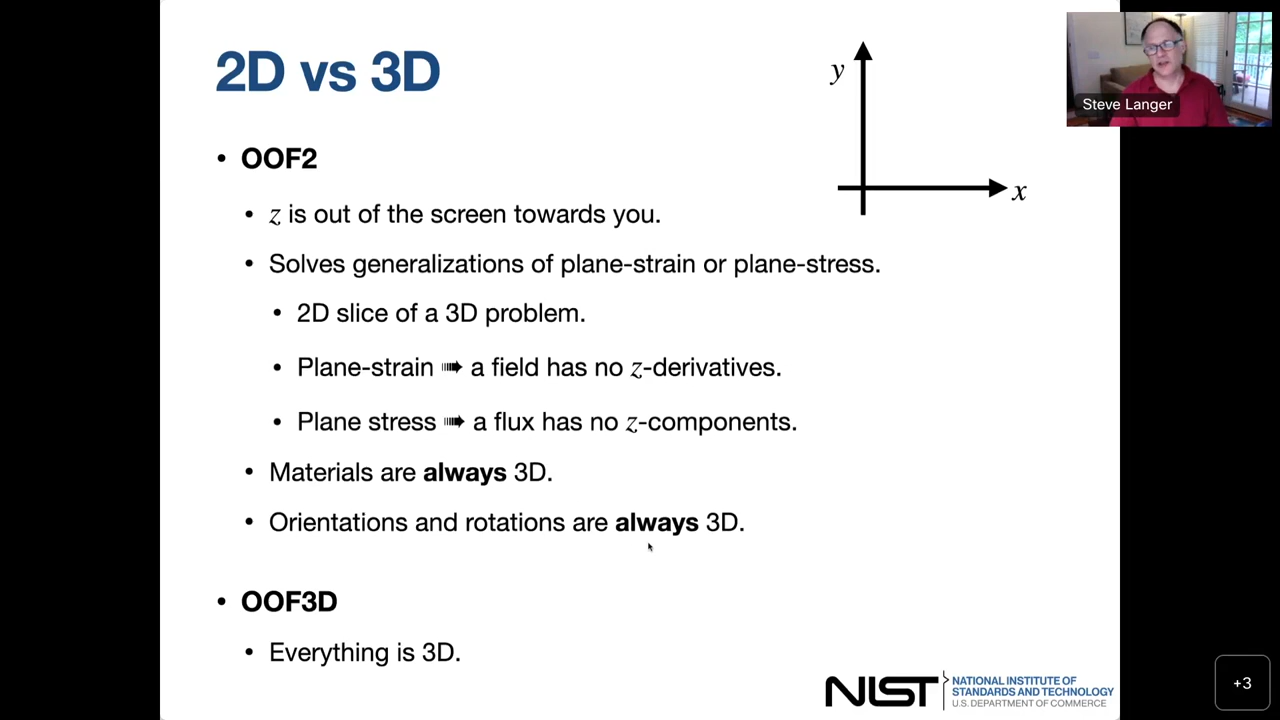 2D vs 3D
y
x
Steve Langer
• OOF2
• z is out of the screen towards you.
• Solves generalizations of plane-strain or plane-stress.
• 2D slice of a 3D problem.
• Plane-strain ➠ a field has no z-derivatives.
• Plane stress ➠ a flux has no z-components.
• Materials are always 3D.
• Orientations and rotations are always 3D.
• OOF3D
• Everything is 3D.
NIST
NATIONAL INSTITUTE OF
STANDARDS AND TECHNOLOGY
U.S. DEPARTMENT OF COMMERCE
+3